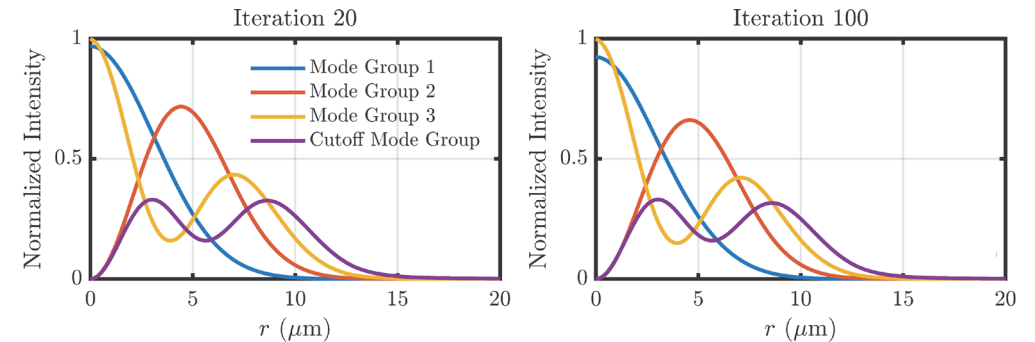 Iteration 20
Normalized Intensity
1
0.5
0
Mode Group 1
Mode Group 2
Mode Group 3
Cutoff Mode Group
0 5 10 15 20
r (μm)
Iteration 100
Normalized Intensity
1
0.5
0
0 5 10 15 20
r (μm)